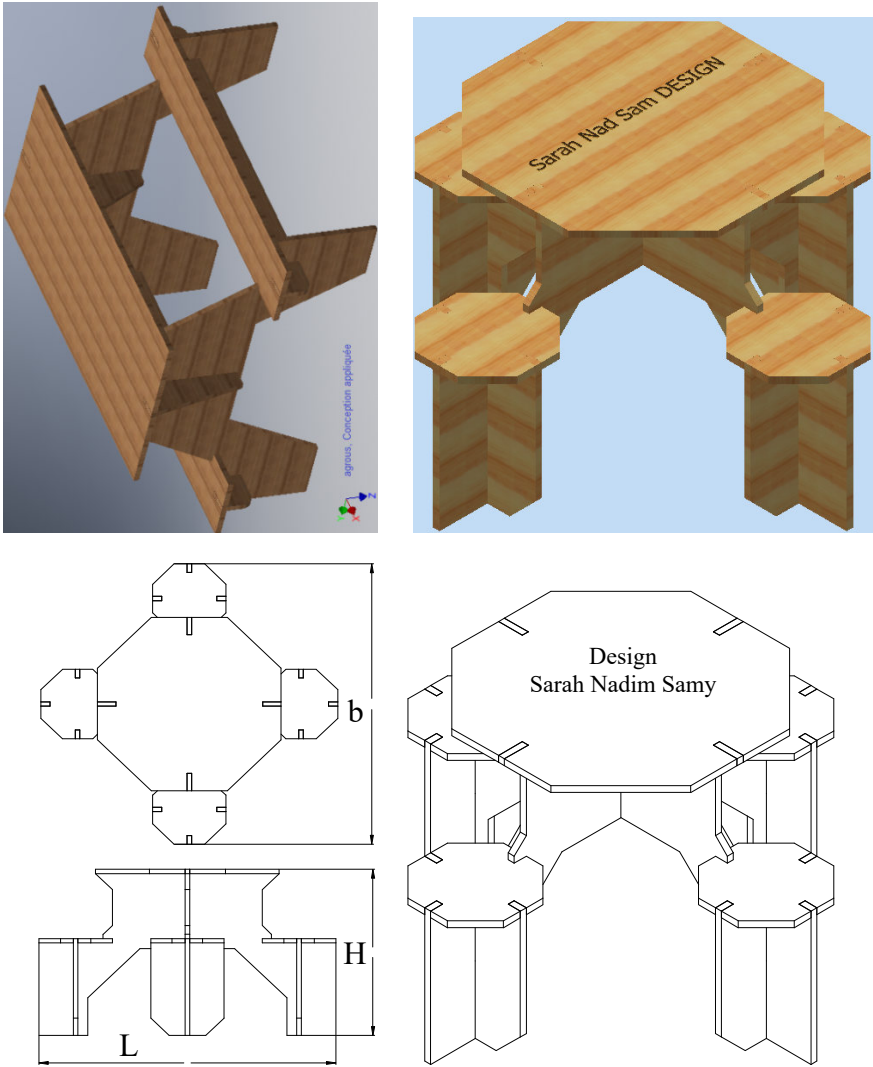 agrous, Conception appliquée
X
Y
Z
Sarah Nad Sam DESIGN
b
H
L
Design
Sarah Nadim Samy